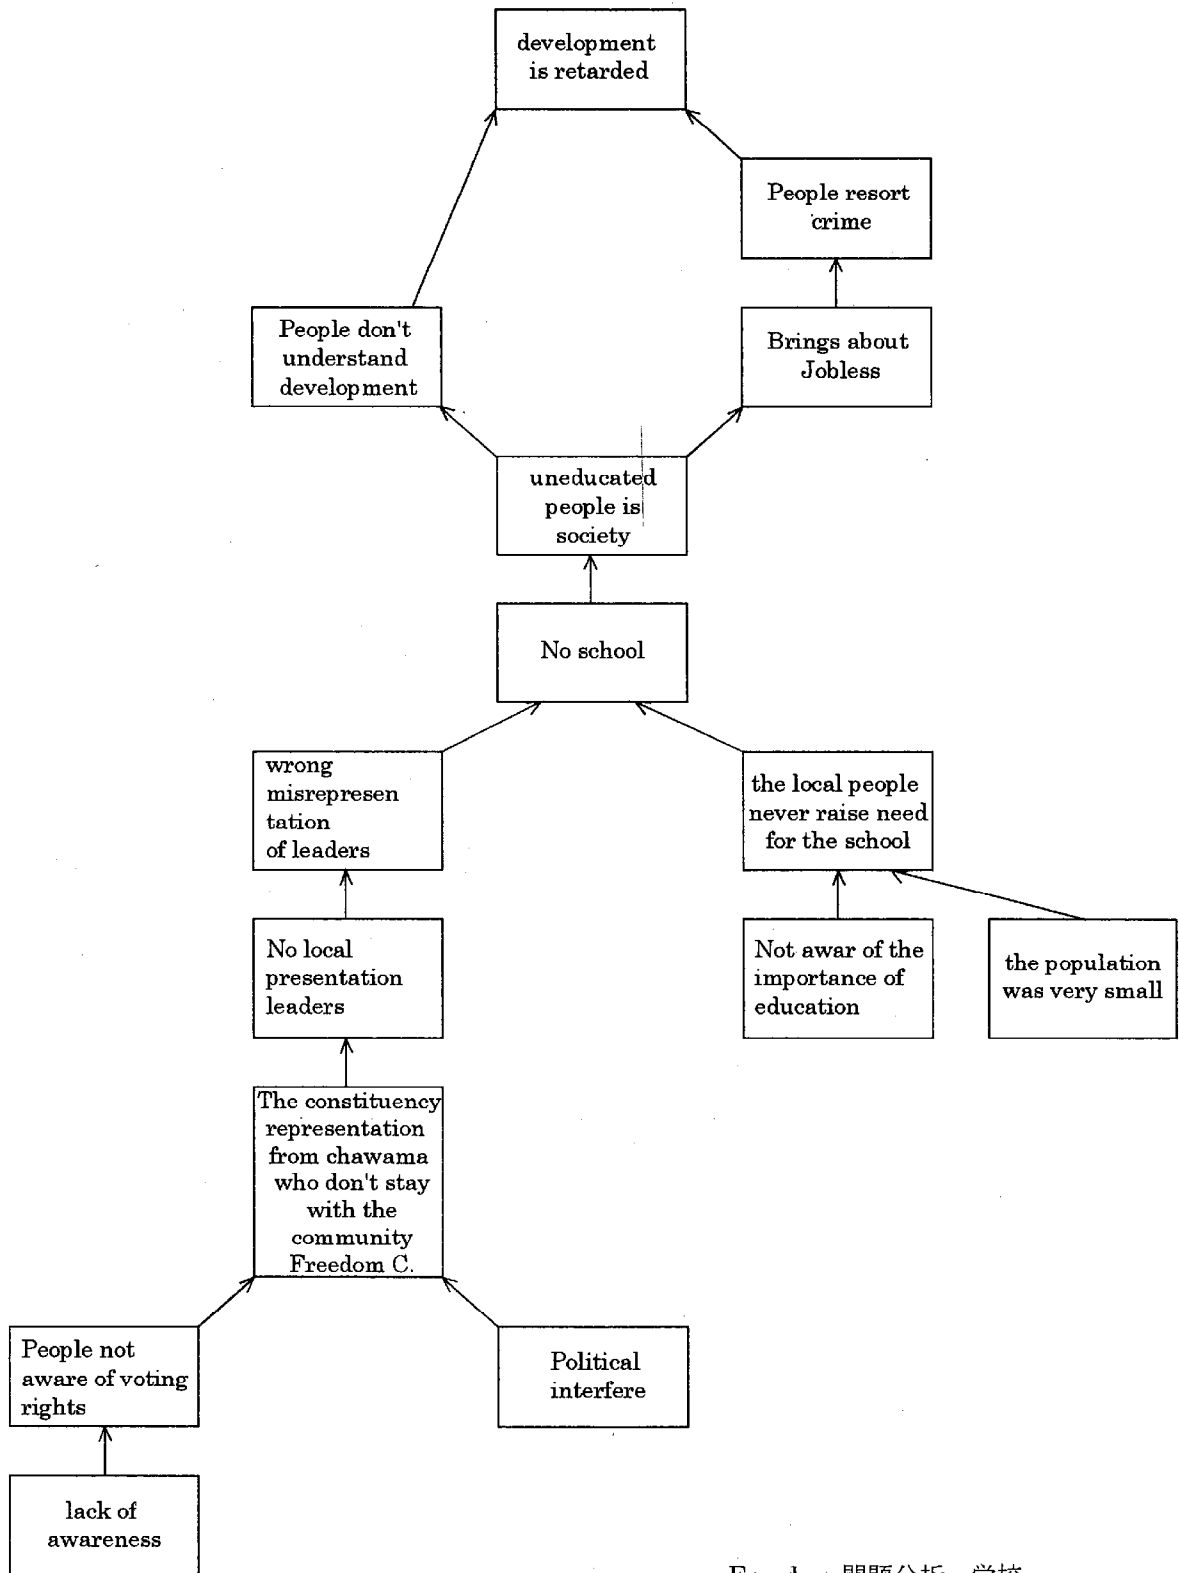 development
is retarded
People resort
crime
People don't
understand
development
Brings about
Jobless
uneducated
people is
society
No school
wrong
misrepresen
tation
of leaders
the local people
never raise need
for the school
No local
presentation
leaders
Not awar of the
importance of
education
the population
was very small
The constituency
representation
from chawama
who don't stay
with the
community
Freedom C.
People not
aware of voting
rights
Political
interfere
lack of
awareness